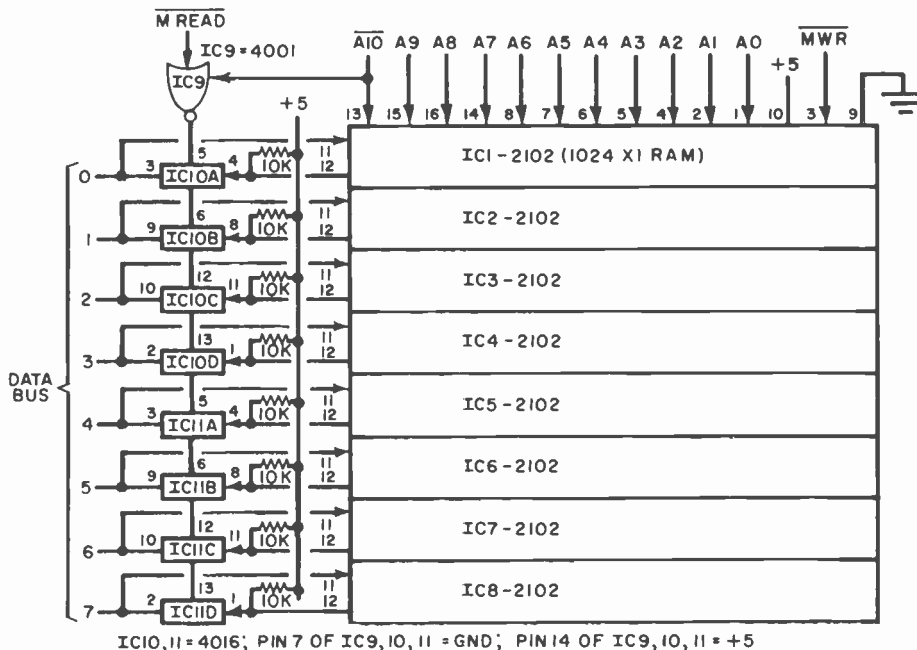 M READ
IC9 = 4001
IC9
A10 A9 A8 A7 A6 A5 A4 A3 A2 A1 A0 MWR
+5
+5
13 15 16 14 8 7 6 5 4 2 1 10 3 9
IC1-2102 (1024 X1 RAM)
0 3 IC10A 5 4 10K 11 12
IC2-2102
1 9 IC10B 6 8 10K 11 12
IC3-2102
2 10 IC10C 12 11 10K 11 12
IC4-2102
3 2 IC10D 13 1 10K 11 12
DATA BUS
IC5-2102
4 3 IC11A 5 4 10K 11 12
IC6-2102
5 9 IC11B 6 8 10K 11 12
IC7-2102
6 10 IC11C 12 11 10K 11 12
IC8-2102
7 2 IC11D 13 1 10K 11 12
IC10,11 = 4016; PIN 7 OF IC9,10,11 = GND; PIN 14 OF IC9,10,11 = +5